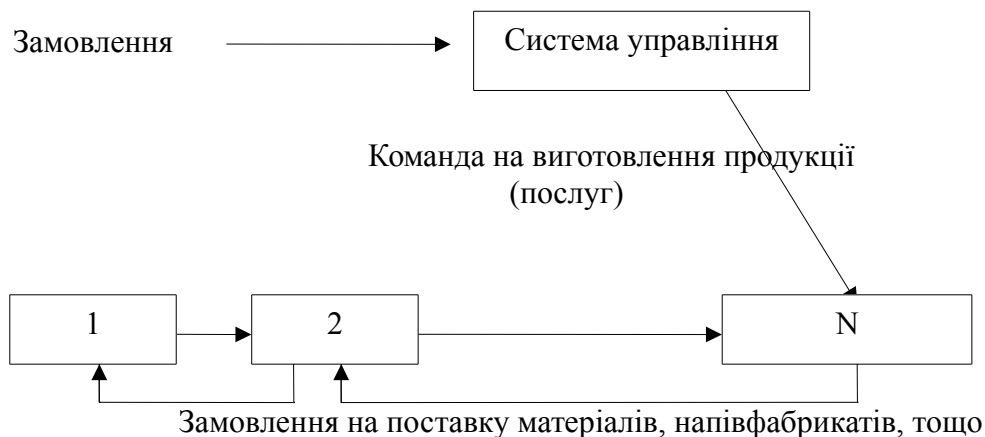 Замовлення
Система управління
Команда на виготовлення продукції
(послуг)
1
2
N
Замовлення на поставку матеріалів, напівфабрикатів, тощо